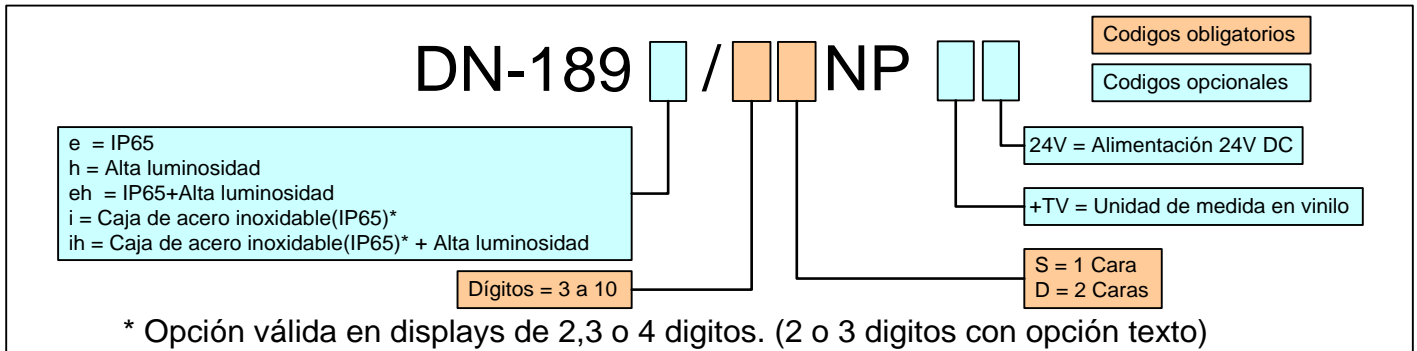 Codigos obligatorios
DN-189 / NP
Codigos opcionales
e = IP65
h = Alta luminosidad
eh = IP65+Alta luminosidad
i = Caja de acero inoxidable(IP65)*
ih = Caja de acero inoxidable(IP65)* + Alta luminosidad
24V = Alimentación 24V DC
+TV = Unidad de medida en vinilo
Dígitos = 3 a 10
S = 1 Cara
D = 2 Caras
* Opción válida en displays de 2,3 o 4 digitos. (2 o 3 digitos con opción texto)